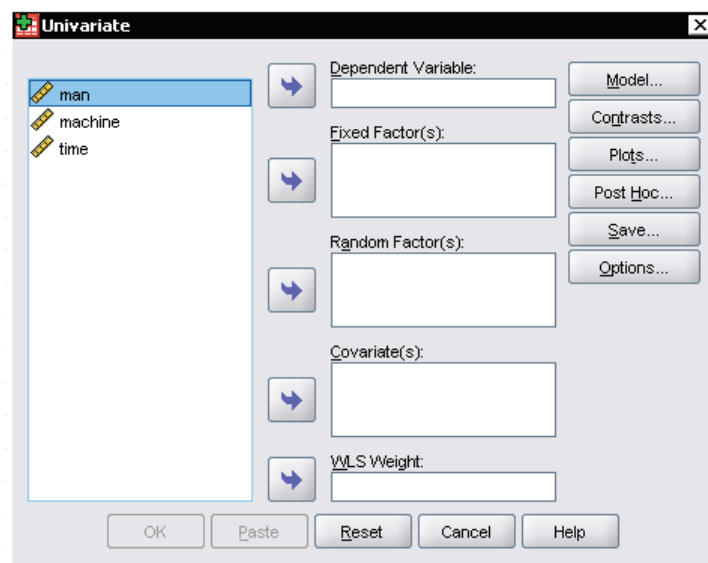 Univariate
man
machine
time
Dependent Variable:
Fixed Factor(s):
Random Factor(s):
Covariate(s):
WLS Weight:
Model...
Contrasts...
Plots...
Post Hoc...
Save...
Options...
OK
Paste
Reset
Cancel
Help